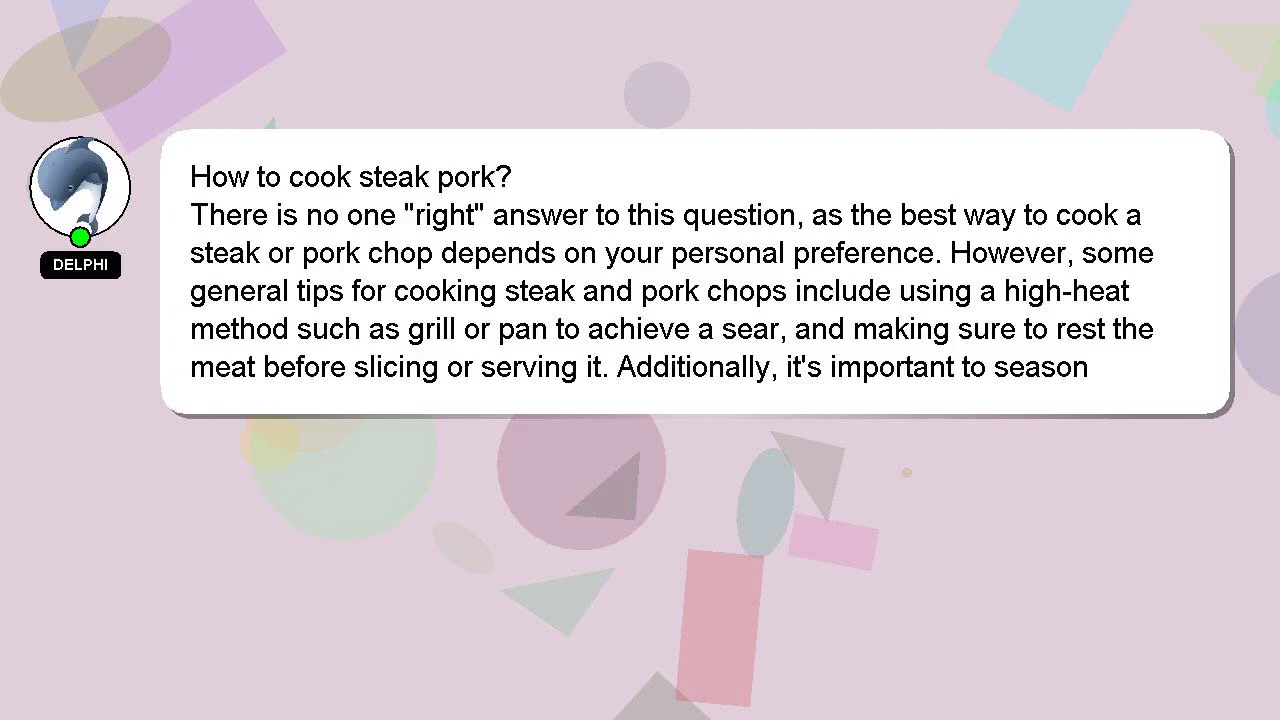 How to cook steak pork?
There is no one "right" answer to this question, as the best way to cook a
steak or pork chop depends on your personal preference. However, some
general tips for cooking steak and pork chops include using a high-heat
method such as grill or pan to achieve a sear, and making sure to rest the
meat before slicing or serving it. Additionally, it's important to season
DELPHI